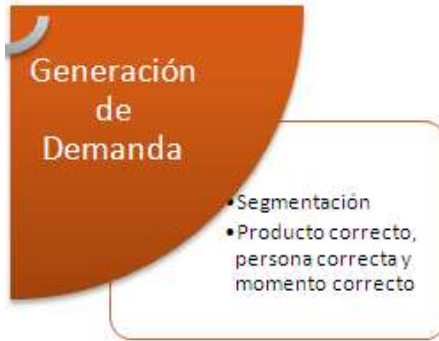 Generación
de
Demanda
•Segmentación
•Producto correcto,
persona correcta y
momento correcto